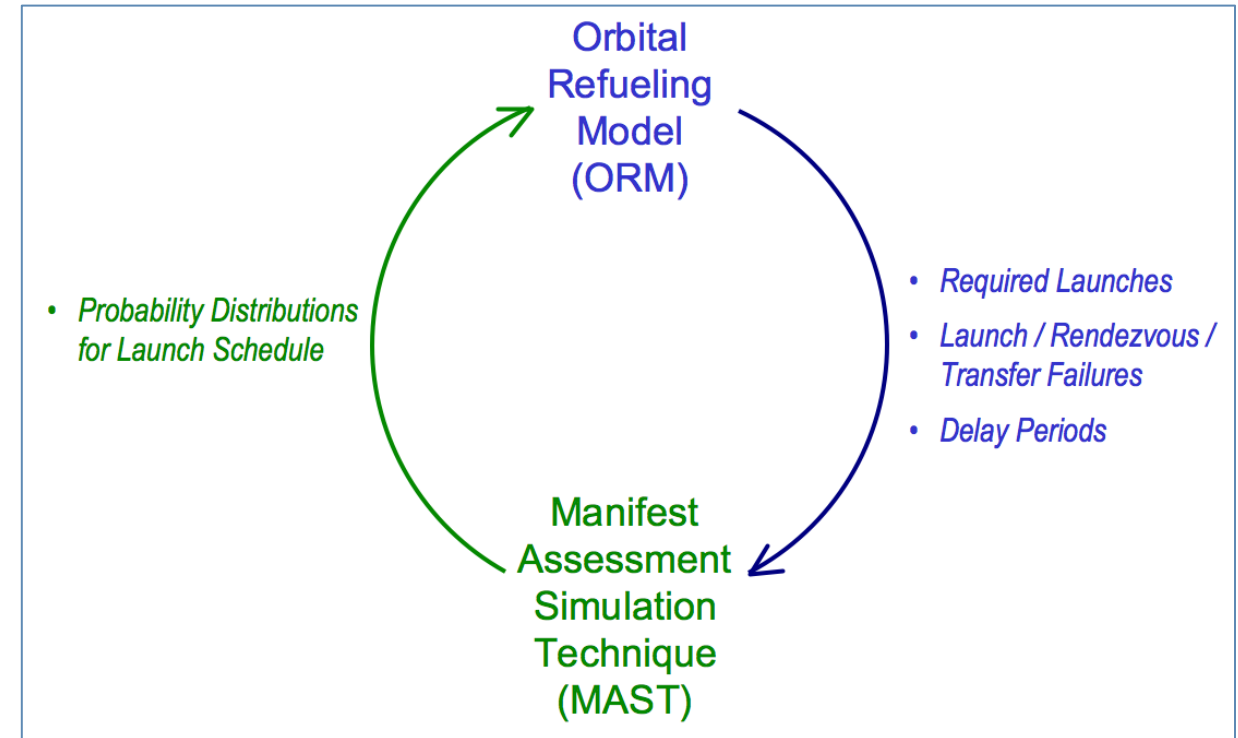 Orbital
Refueling
Model
(ORM)
• Probability Distributions
for Launch Schedule
• Required Launches
• Launch / Rendezvous /
Transfer Failures
• Delay Periods
Manifest
Assessment
Simulation
Technique
(MAST)